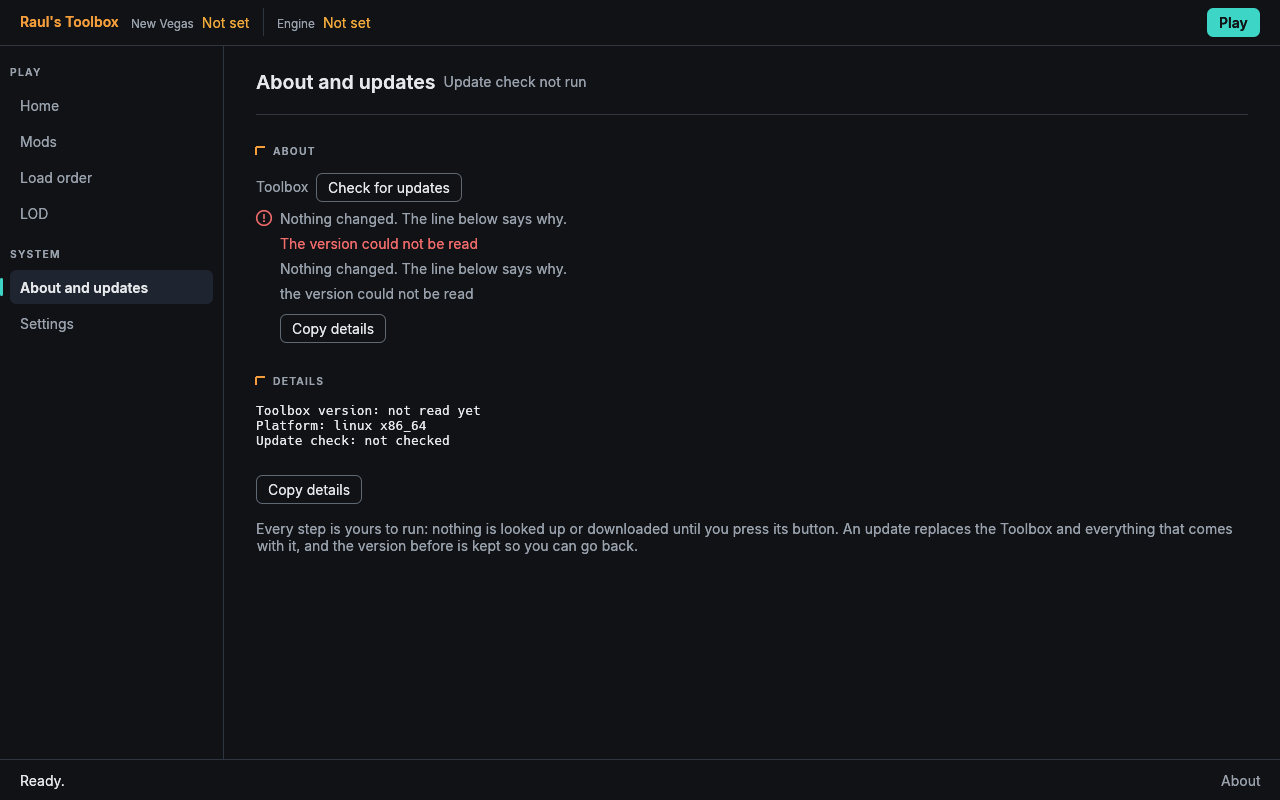 Raul's Toolbox New Vegas Not set Engine Not set Play
PLAY
Home
Mods
Load order
LOD
SYSTEM
About and updates
Settings
About and updates Update check not run
ABOUT
Toolbox Check for updates
Nothing changed. The line below says why.
The version could not be read
Nothing changed. The line below says why.
the version could not be read
Copy details
DETAILS
Toolbox version: not read yet
Platform: linux x86_64
Update check: not checked
Copy details
Every step is yours to run: nothing is looked up or downloaded until you press its button. An update replaces the Toolbox and everything that comes
with it, and the version before is kept so you can go back.
Ready. About